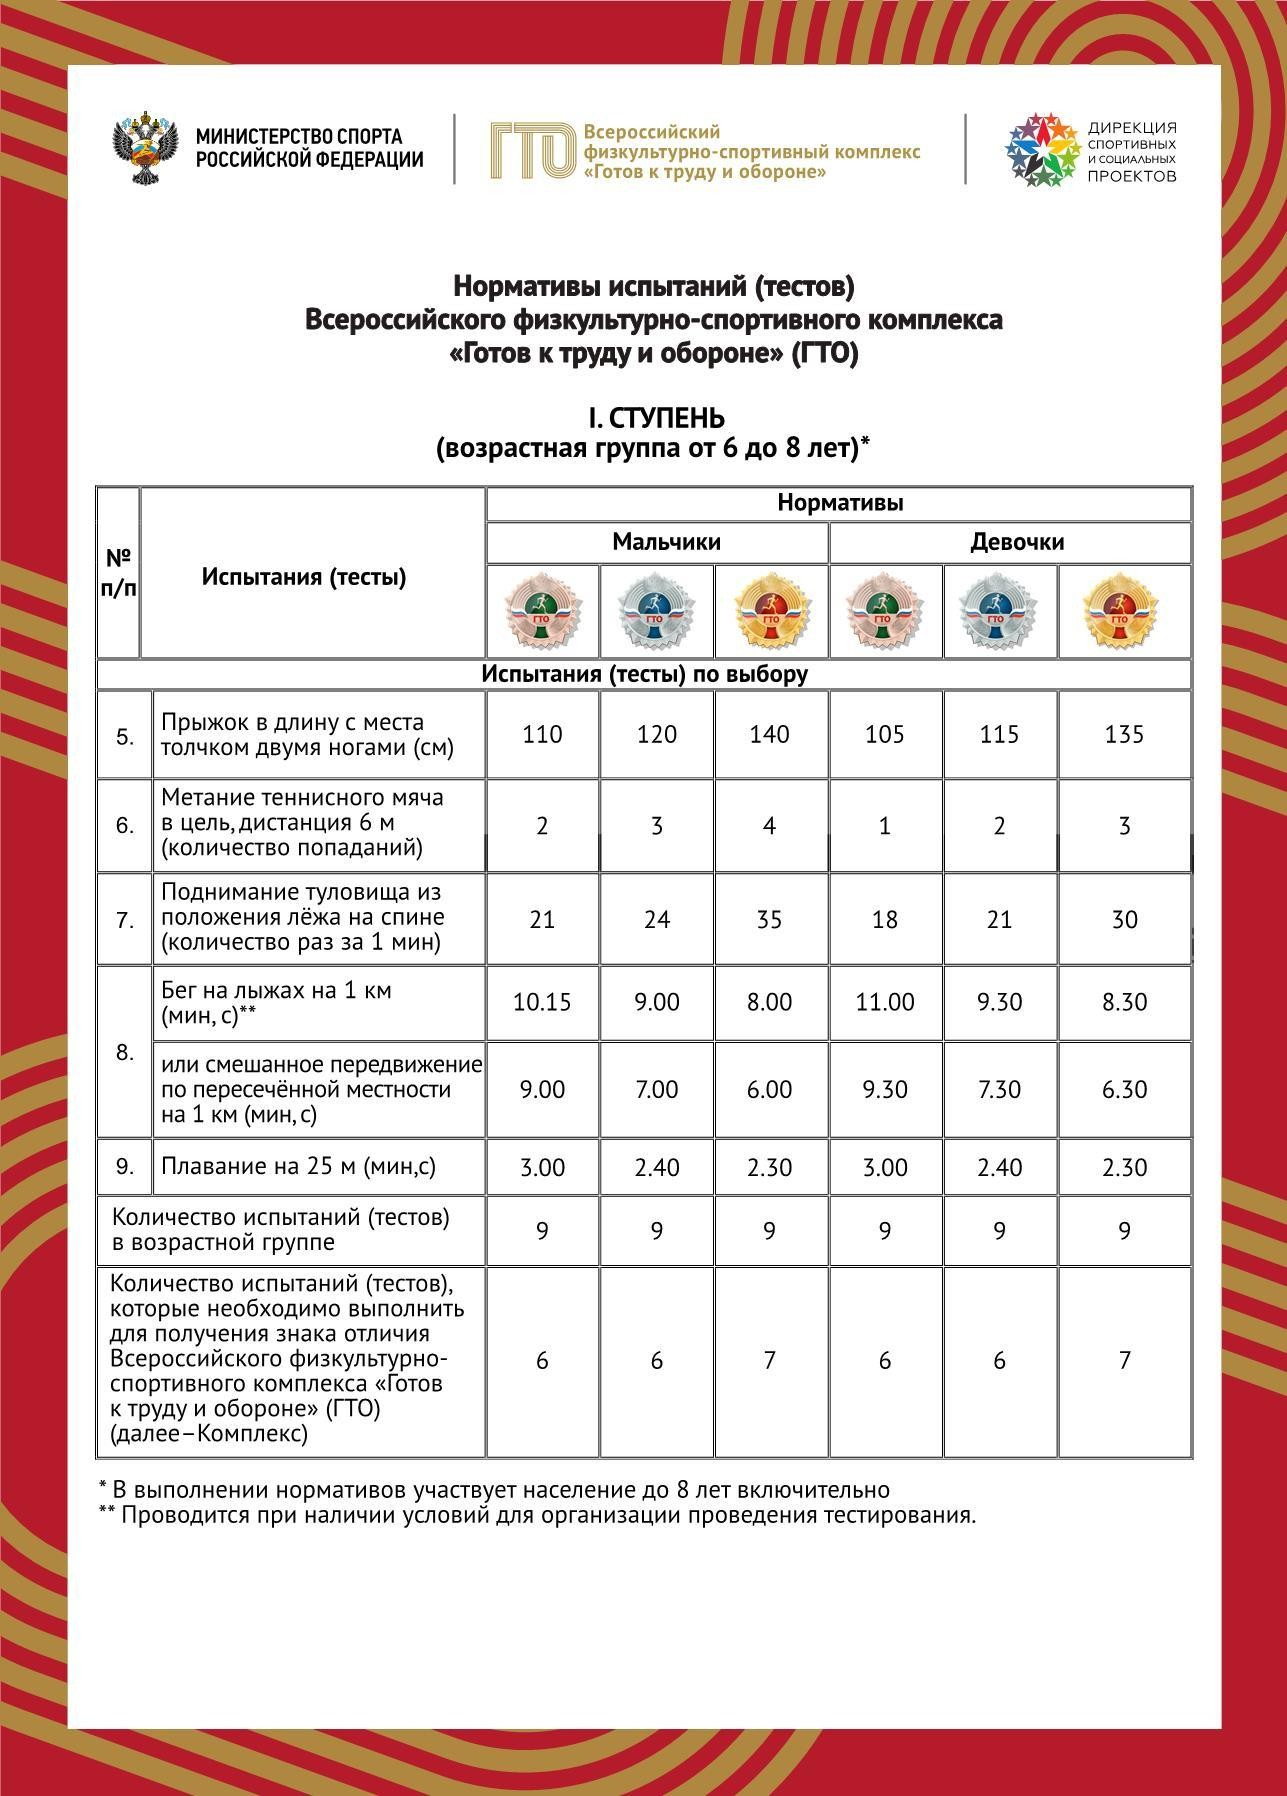 МИНИСТЕРСТВО СПОРТА
РОССИЙСКОЙ ФЕДЕРАЦИИ
ГТО
Всероссийский
физкультурно-спортивный комплекс
«Готов к труду и обороне»
ДИРЕКЦИЯ
СПОРТИВНЫХ
И СОЦИАЛЬНЫХ
ПРОЕКТОВ
Нормативы испытаний (тестов)
Всероссийского физкультурно-спортивного комплекса
«Готов к труду и обороне» (ГТО)
I. СТУПЕНЬ
(возрастная группа от 6 до 8 лет)*
№
п/п
Испытания (тесты)
Нормативы
Мальчики Девочки
ГТО ГТО ГТО ГТО ГТО ГТО
Испытания (тесты) по выбору
5. Прыжок в длину с места
толчком двумя ногами (см)
110 120 140 105 115 135
6. Метание теннисного мяча
в цель, дистанция 6 м
(количество попаданий)
2 3 4 1 2 3
7. Поднимание туловища из
положения лёжа на спине
(количество раз за 1 мин)
21 24 35 18 21 30
8. Бег на лыжах на 1 км
(мин, с)**
10.15 9.00 8.00 11.00 9.30 8.30
или смешанное передвижение
по пересечённой местности
на 1 км (мин, с)
9.00 7.00 6.00 9.30 7.30 6.30
9. Плавание на 25 м (мин,с) 3.00 2.40 2.30 3.00 2.40 2.30
Количество испытаний (тестов)
в возрастной группе
9 9 9 9 9 9
Количество испытаний (тестов),
которые необходимо выполнить
для получения знака отличия
Всероссийского физкультурно-
спортивного комплекса «Готов
к труду и обороне» (ГТО)
(далее–Комплекс)
6 6 7 6 6 7
* В выполнении нормативов участвует население до 8 лет включительно
** Проводится при наличии условий для организации проведения тестирования.